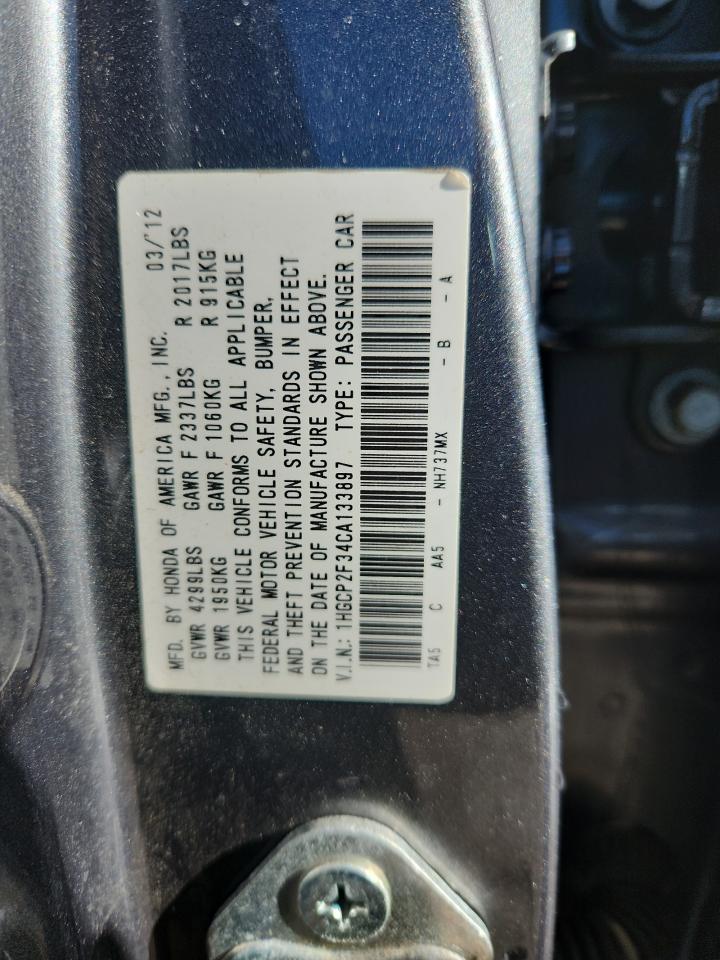 MFD. BY HONDA OF AMERICA MFG., INC. 03/'12
GVWR 4299LBS GAWR F 2337LBS R 2017LBS
GVWR 1950KG GAWR F 1060KG R 915KG
THIS VEHICLE CONFORMS TO ALL APPLICABLE
FEDERAL MOTOR VEHICLE SAFETY, BUMPER,
AND THEFT PREVENTION STANDARDS IN EFFECT
ON THE DATE OF MANUFACTURE SHOWN ABOVE.
V.I.N.: 1HGCP2F34CA133897 TYPE: PASSENGER CAR
TA5 C AA5 - NH737MX - B - A